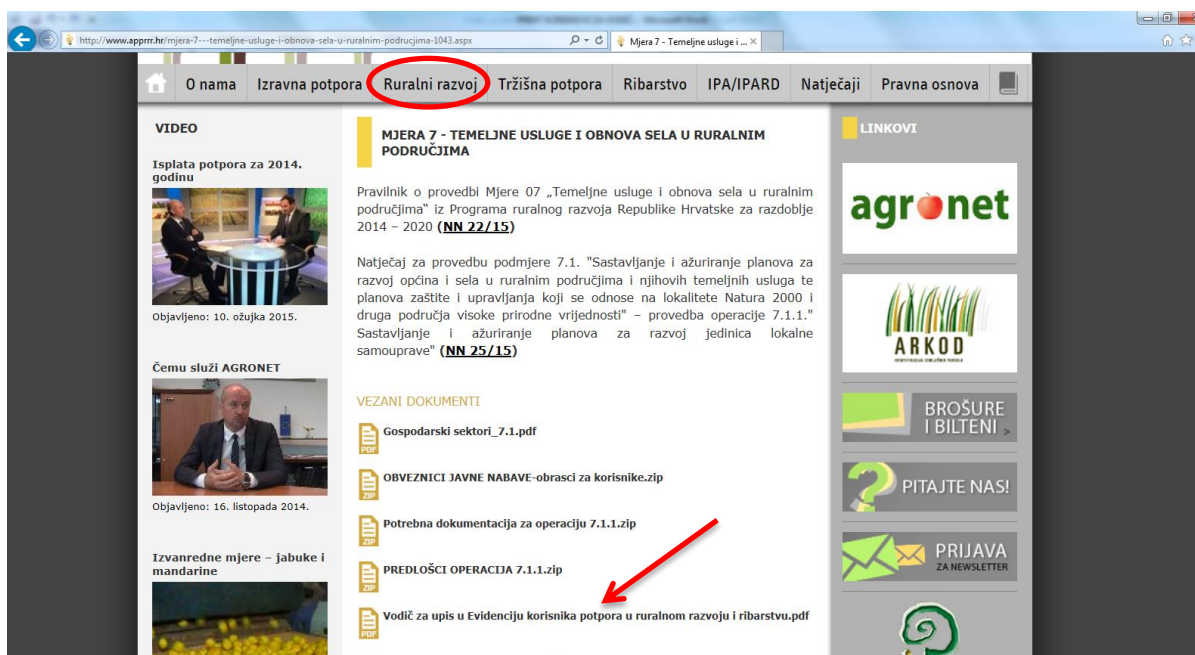 http://www.apprrr.hr/mjera-7---temeljne-usluge-i-obnova-sela-u-ruralnim-podrucjima-1043.aspx
Mjera 7 - Temeljne usluge i ...
O nama Izravna potpora Ruralni razvoj Tržišna potpora Ribarstvo IPA/IPARD Natječaji Pravna osnova
VIDEO
Isplata potpora za 2014.
godinu
Objavljeno: 10. ožujka 2015.
Čemu služi AGRONET
Objavljeno: 16. listopada 2014.
Izvanredne mjere – jabuke i
mandarine
MJERA 7 - TEMELJNE USLUGE I OBNOVA SELA U RURALNIM
PODRUČJIMA
Pravilnik o provedbi Mjere 07 „Temeljne usluge i obnova sela u ruralnim
područjima“ iz Programa ruralnog razvoja Republike Hrvatske za razdoblje
2014 – 2020 (NN 22/15)
Natječaj za provedbu podmjere 7.1. "Sastavljanje i ažuriranje planova za
razvoj općina i sela u ruralnim područjima i njihovih temeljnih usluga te
planova zaštite i upravljanja koji se odnose na lokalitete Natura 2000 i
druga područja visoke prirodne vrijednosti" – provedba operacije 7.1.1."
Sastavljanje i ažuriranje planova za razvoj jedinica lokalne
samouprave" (NN 25/15)
VEZANI DOKUMENTI
PDF Gospodarski sektori_7.1.pdf
ZIP OBVEZNICI JAVNE NABAVE-obrasci za korisnike.zip
ZIP Potrebna dokumentacija za operaciju 7.1.1.zip
ZIP PREDLOŠCI OPERACIJA 7.1.1.zip
PDF Vodič za upis u Evidenciju korisnika potpora u ruralnom razvoju i ribarstvu.pdf
LINKOVI
agronet
ARKOD
BROŠURE
I BILTENI >
PITAJTE NAS!
PRIJAVA
ZA NEWSLETTER